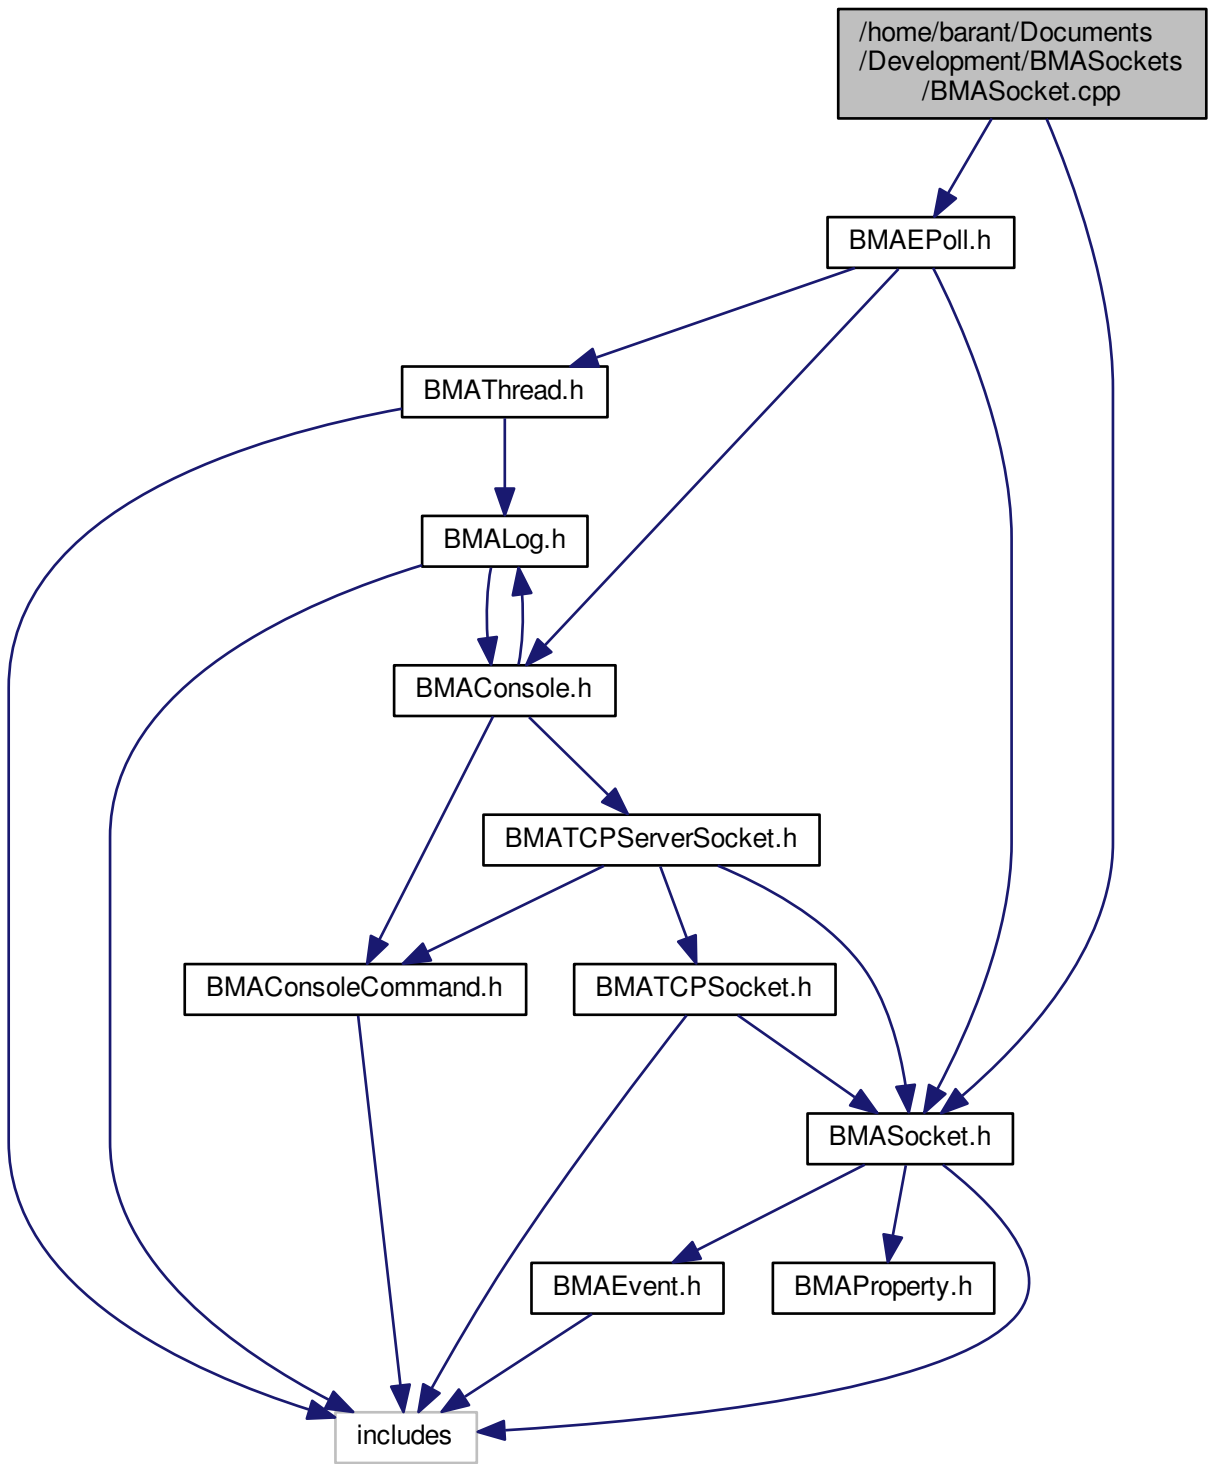 /home/barant/Documents
/Development/BMASockets
/BMASocket.cpp
BMAEPoll.h
BMAThread.h
BMALog.h
BMAConsole.h
BMATCPServerSocket.h
BMAConsoleCommand.h
BMATCPSocket.h
BMASocket.h
BMAEvent.h
BMAProperty.h
includes